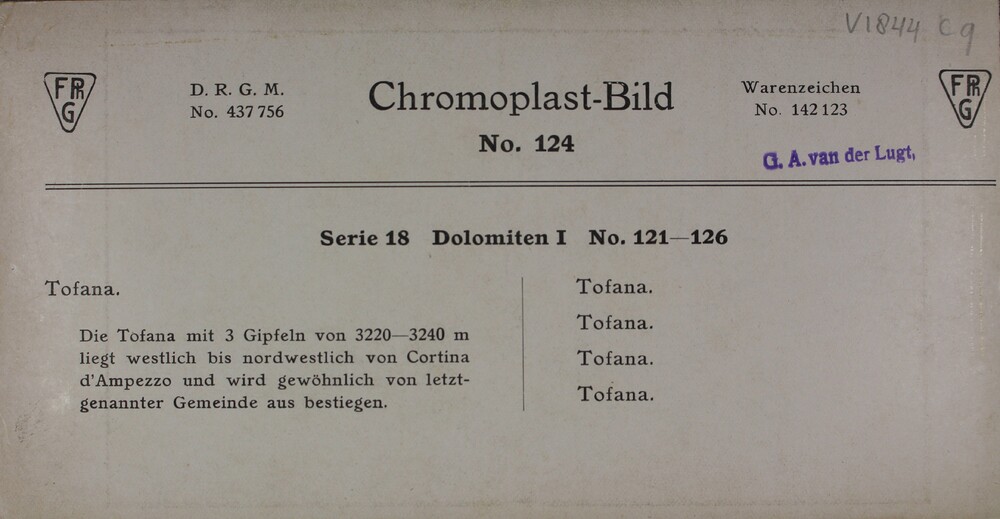 V1844 cg
FPh
G
D. R. G. M.
No. 437 756
Chromoplast-Bild
No. 124
Warenzeichen
No. 142 123
FPh
G
G. A. van der Lugt,
Serie 18 Dolomiten I No. 121—126
Tofana.
Die Tofana mit 3 Gipfeln von 3220—3240 m
liegt westlich bis nordwestlich von Cortina
d'Ampezzo und wird gewöhnlich von letzt-
genannter Gemeinde aus bestiegen.
Tofana.
Tofana.
Tofana.
Tofana.